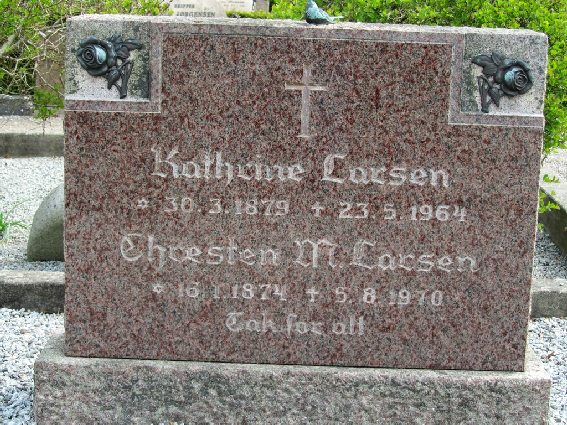 JØRGENSEN
Kathrine Larsen
* 30.3.1879 + 23.5.1964
Chresten M. Larsen
* 16.1.1874 + 5.8.1970
Tak for alt